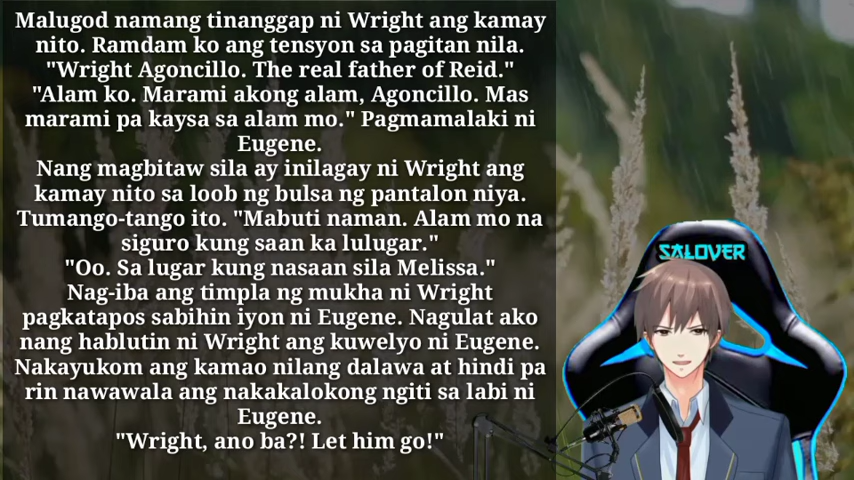 Malugod namang tinanggap ni Wright ang kamay
nito. Ramdam ko ang tensyon sa pagitan nila.
"Wright Agoncillo. The real father of Reid."
"Alam ko. Marami akong alam, Agoncillo. Mas
marami pa kaysa sa alam mo." Pagmamalaki ni
Eugene.
Nang magbitaw sila ay inilagay ni Wright ang
kamay nito sa loob ng bulsa ng pantalon niya.
Tumango-tango ito. "Mabuti naman. Alam mo na
siguro kung saan ka lulugar."
"Oo. Sa lugar kung nasaan sila Melissa."
Nag-iba ang timpla ng mukha ni Wright
pagkatapos sabihin iyon ni Eugene. Nagulat ako
nang hablutin ni Wright ang kuwelyo ni Eugene.
Nakayukom ang kamao nilang dalawa at hindi pa
rin nawawala ang nakakalokong ngiti sa labi ni
Eugene.
"Wright, ano ba?! Let him go!"
SALOVER